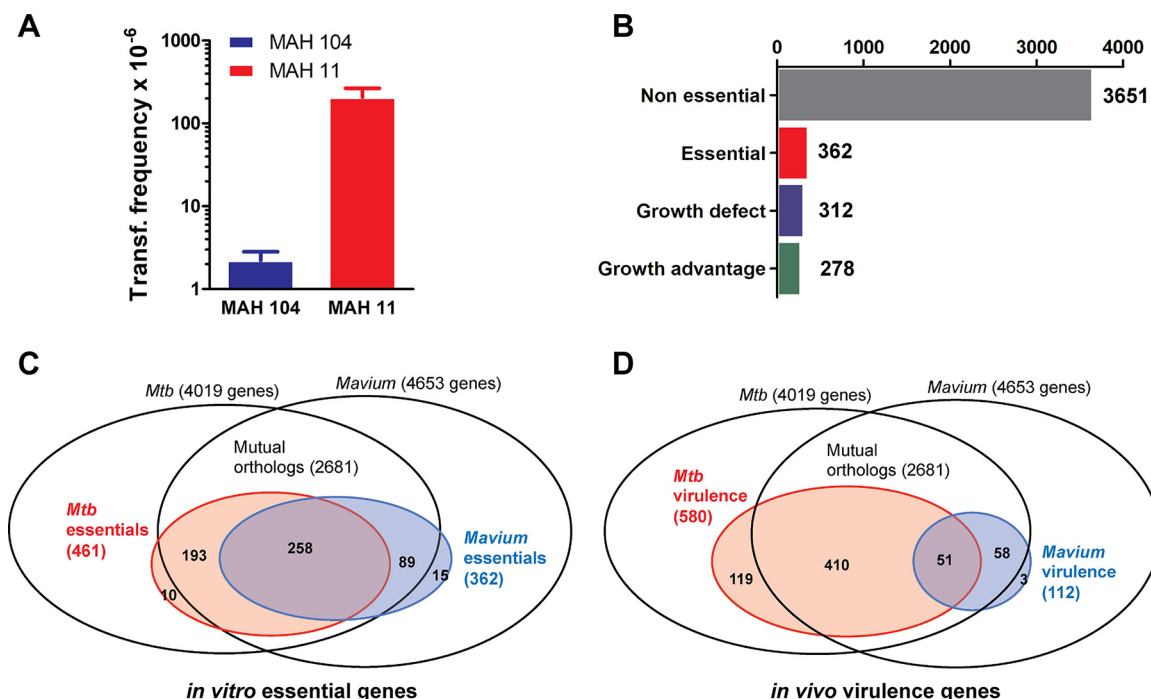 A
Transf. frequency x 10-6
1000
100
10
1
MAH 104
MAH 11
MAH 104
MAH 11
B
0
1000
2000
3000
4000
Non essential
3651
Essential
362
Growth defect
312
Growth advantage
278
C
Mtb (4019 genes)
Mavium (4653 genes)
Mutual
orthologs (2681)
Mtb
essentials
(461)
193
258
89
15
10
Mavium
essentials
(362)
in vitro essential genes
D
Mtb (4019 genes)
Mavium (4653 genes)
Mutual
orthologs (2681)
Mtb
virulence
(580)
119
410
51
58
3
Mavium
virulence
(112)
in vivo virulence genes